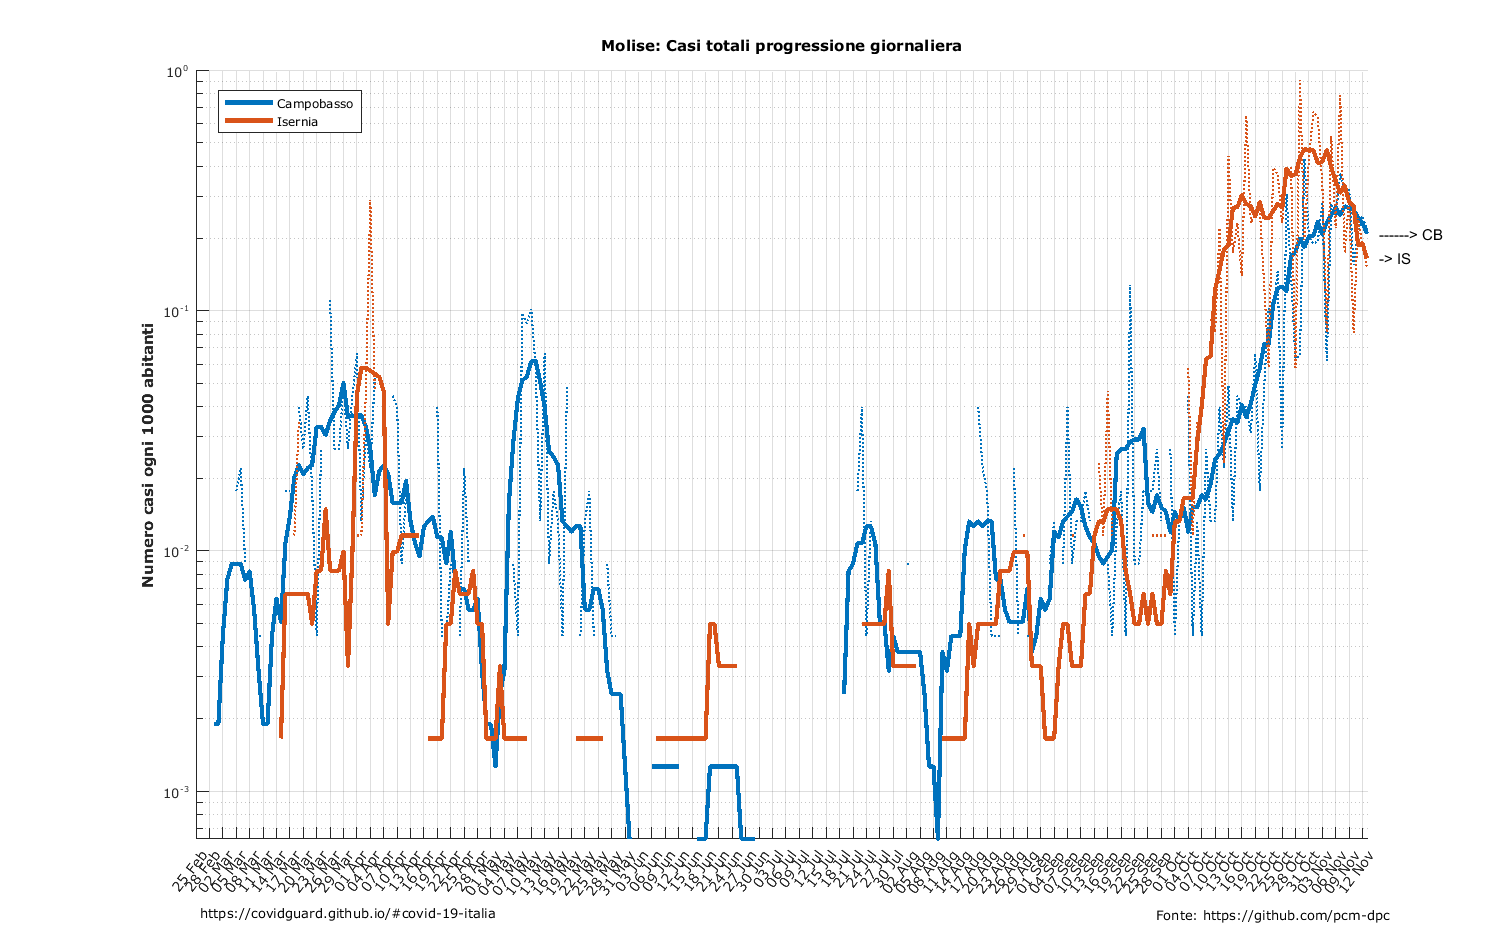 Molise: Casi totali progressione giornaliera
Campobasso
Isernia
Numero casi ogni 1000 abitanti
10⁰
10⁻¹
10⁻²
10⁻³
------> CB
-> IS
25 Feb
28 Feb
02 Mar
05 Mar
08 Mar
11 Mar
14 Mar
17 Mar
20 Mar
23 Mar
26 Mar
29 Mar
01 Apr
04 Apr
07 Apr
10 Apr
13 Apr
16 Apr
19 Apr
22 Apr
25 Apr
28 Apr
01 May
04 May
07 May
10 May
13 May
16 May
19 May
22 May
25 May
28 May
31 May
03 Jun
06 Jun
09 Jun
12 Jun
15 Jun
18 Jun
21 Jun
24 Jun
27 Jun
30 Jun
03 Jul
06 Jul
09 Jul
12 Jul
15 Jul
18 Jul
21 Jul
24 Jul
27 Jul
30 Jul
02 Aug
05 Aug
08 Aug
11 Aug
14 Aug
17 Aug
20 Aug
23 Aug
26 Aug
29 Aug
01 Sep
04 Sep
07 Sep
10 Sep
13 Sep
16 Sep
19 Sep
22 Sep
25 Sep
28 Sep
01 Oct
04 Oct
07 Oct
10 Oct
13 Oct
16 Oct
19 Oct
22 Oct
25 Oct
28 Oct
31 Oct
03 Nov
06 Nov
09 Nov
12 Nov
https://covidguard.github.io/#covid-19-italia
Fonte: https://github.com/pcm-dpc